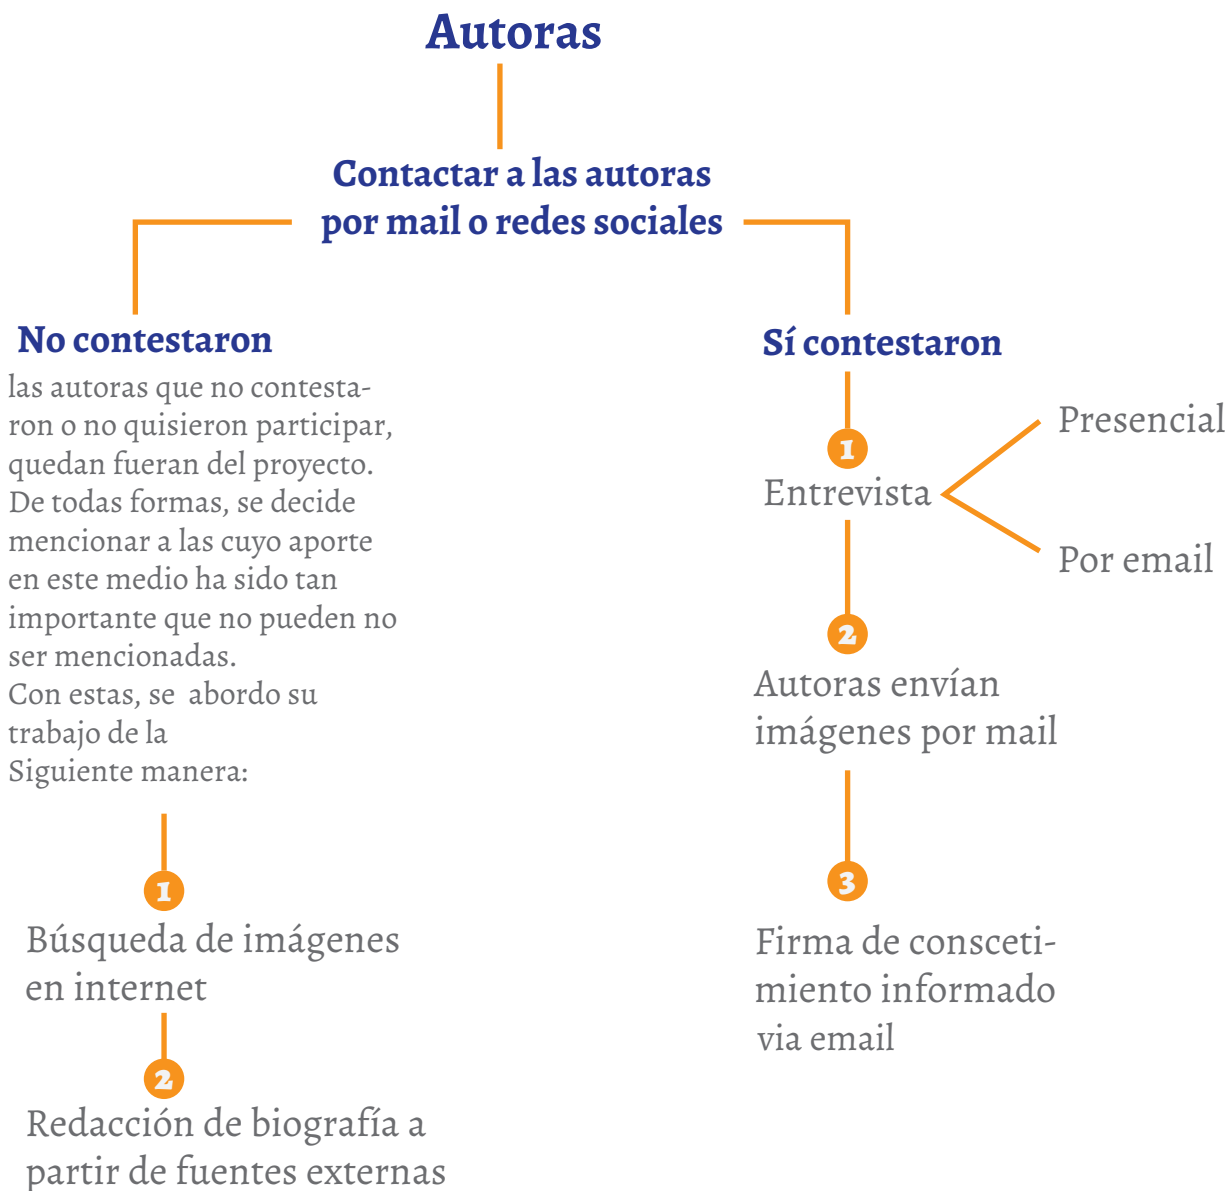 Autoras
Contactar a las autoras
por mail o redes sociales
No contestaron
las autoras que no contesta-
ron o no quisieron participar,
quedan fueran del proyecto.
De todas formas, se decide
mencionar a las cuyo aporte
en este medio ha sido tan
importante que no pueden no
ser mencionadas.
Con estas, se abordo su
trabajo de la
Siguiente manera:
1
Búsqueda de imágenes
en internet
2
Redacción de biografía a
partir de fuentes externas
Sí contestaron
1
Entrevista
Presencial
Por email
2
Autoras envían
imágenes por mail
3
Firma de consceti-
miento informado
via email